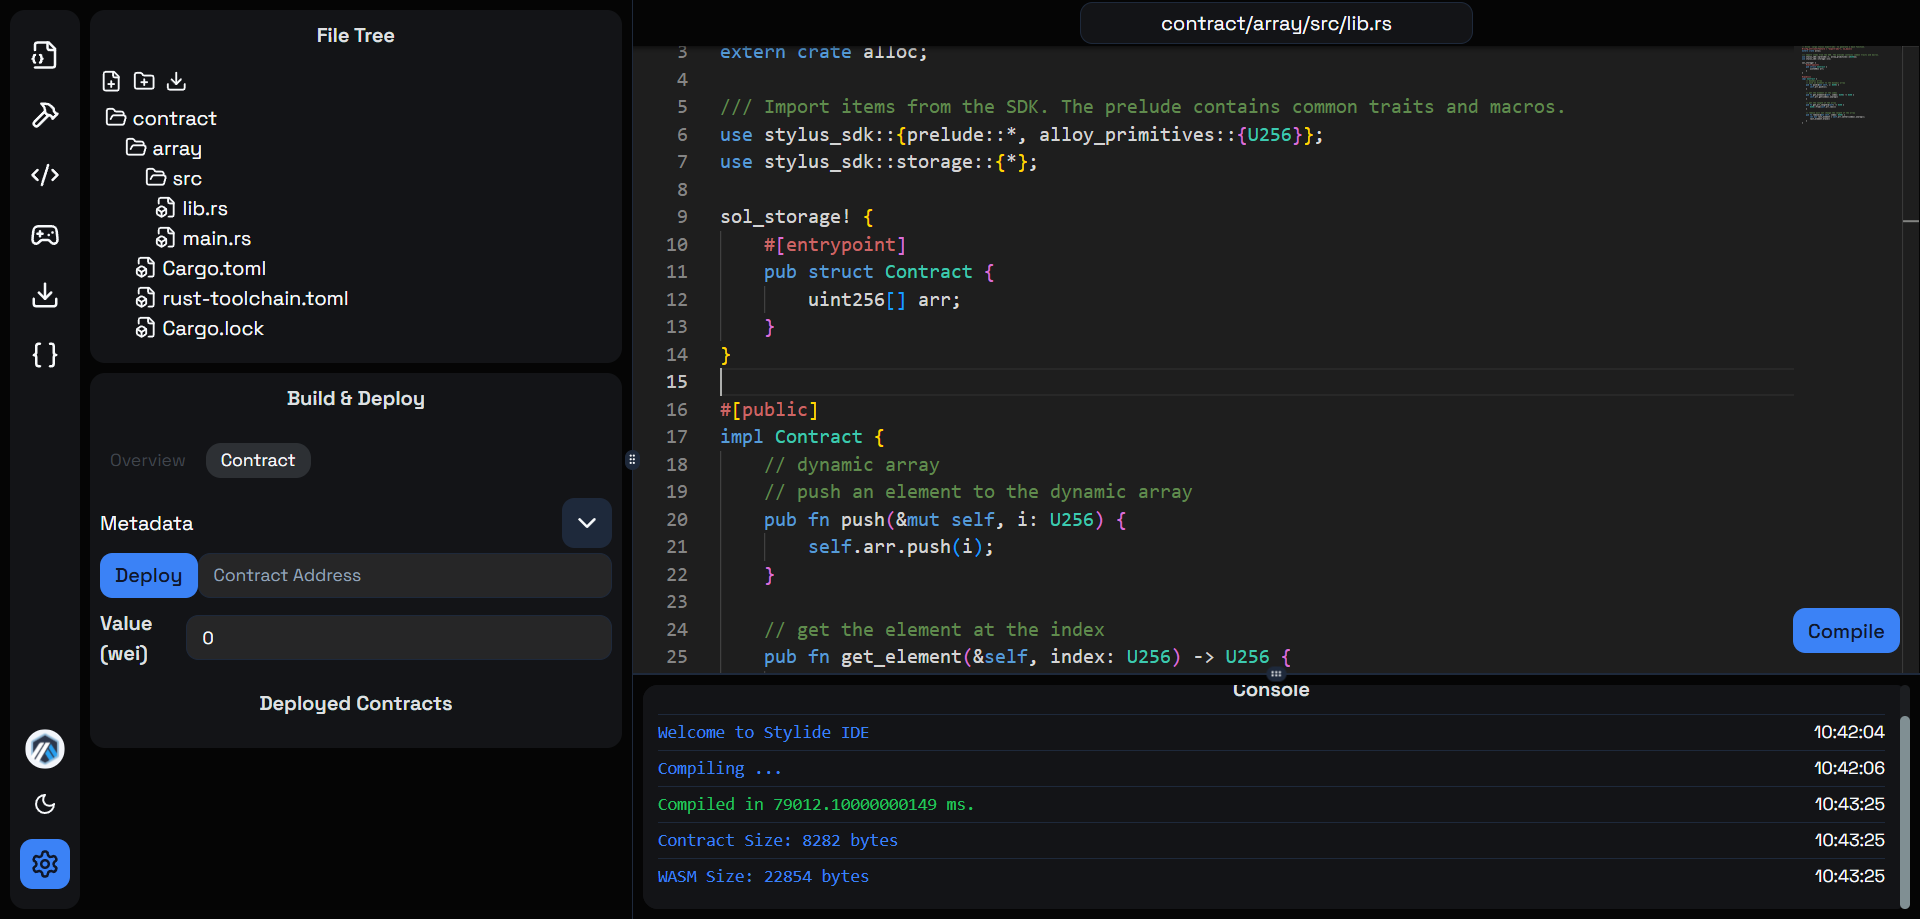 File Tree
contract
array
src
lib.rs
main.rs
Cargo.toml
rust-toolchain.toml
Cargo.lock
Build & Deploy
Overview Contract
Metadata
Deploy Contract Address
Value
(wei)
0
Deployed Contracts
contract/array/src/lib.rs
3 extern crate alloc;
4
5 /// Import items from the SDK. The prelude contains common traits and macros.
6 use stylus_sdk::{prelude::*, alloy_primitives::{U256}};
7 use stylus_sdk::storage::{*};
8
9 sol_storage! {
10 #[entrypoint]
11 pub struct Contract {
12 uint256[] arr;
13 }
14 }
15
16 #[public]
17 impl Contract {
18 // dynamic array
19 // push an element to the dynamic array
20 pub fn push(&mut self, i: U256) {
21 self.arr.push(i);
22 }
23
24 // get the element at the index
25 pub fn get_element(&self, index: U256) -> U256 {
Compile
Console
Welcome to Stylide IDE 10:42:04
Compiling ... 10:42:06
Compiled in 79012.10000000149 ms. 10:43:25
Contract Size: 8282 bytes 10:43:25
WASM Size: 22854 bytes 10:43:25